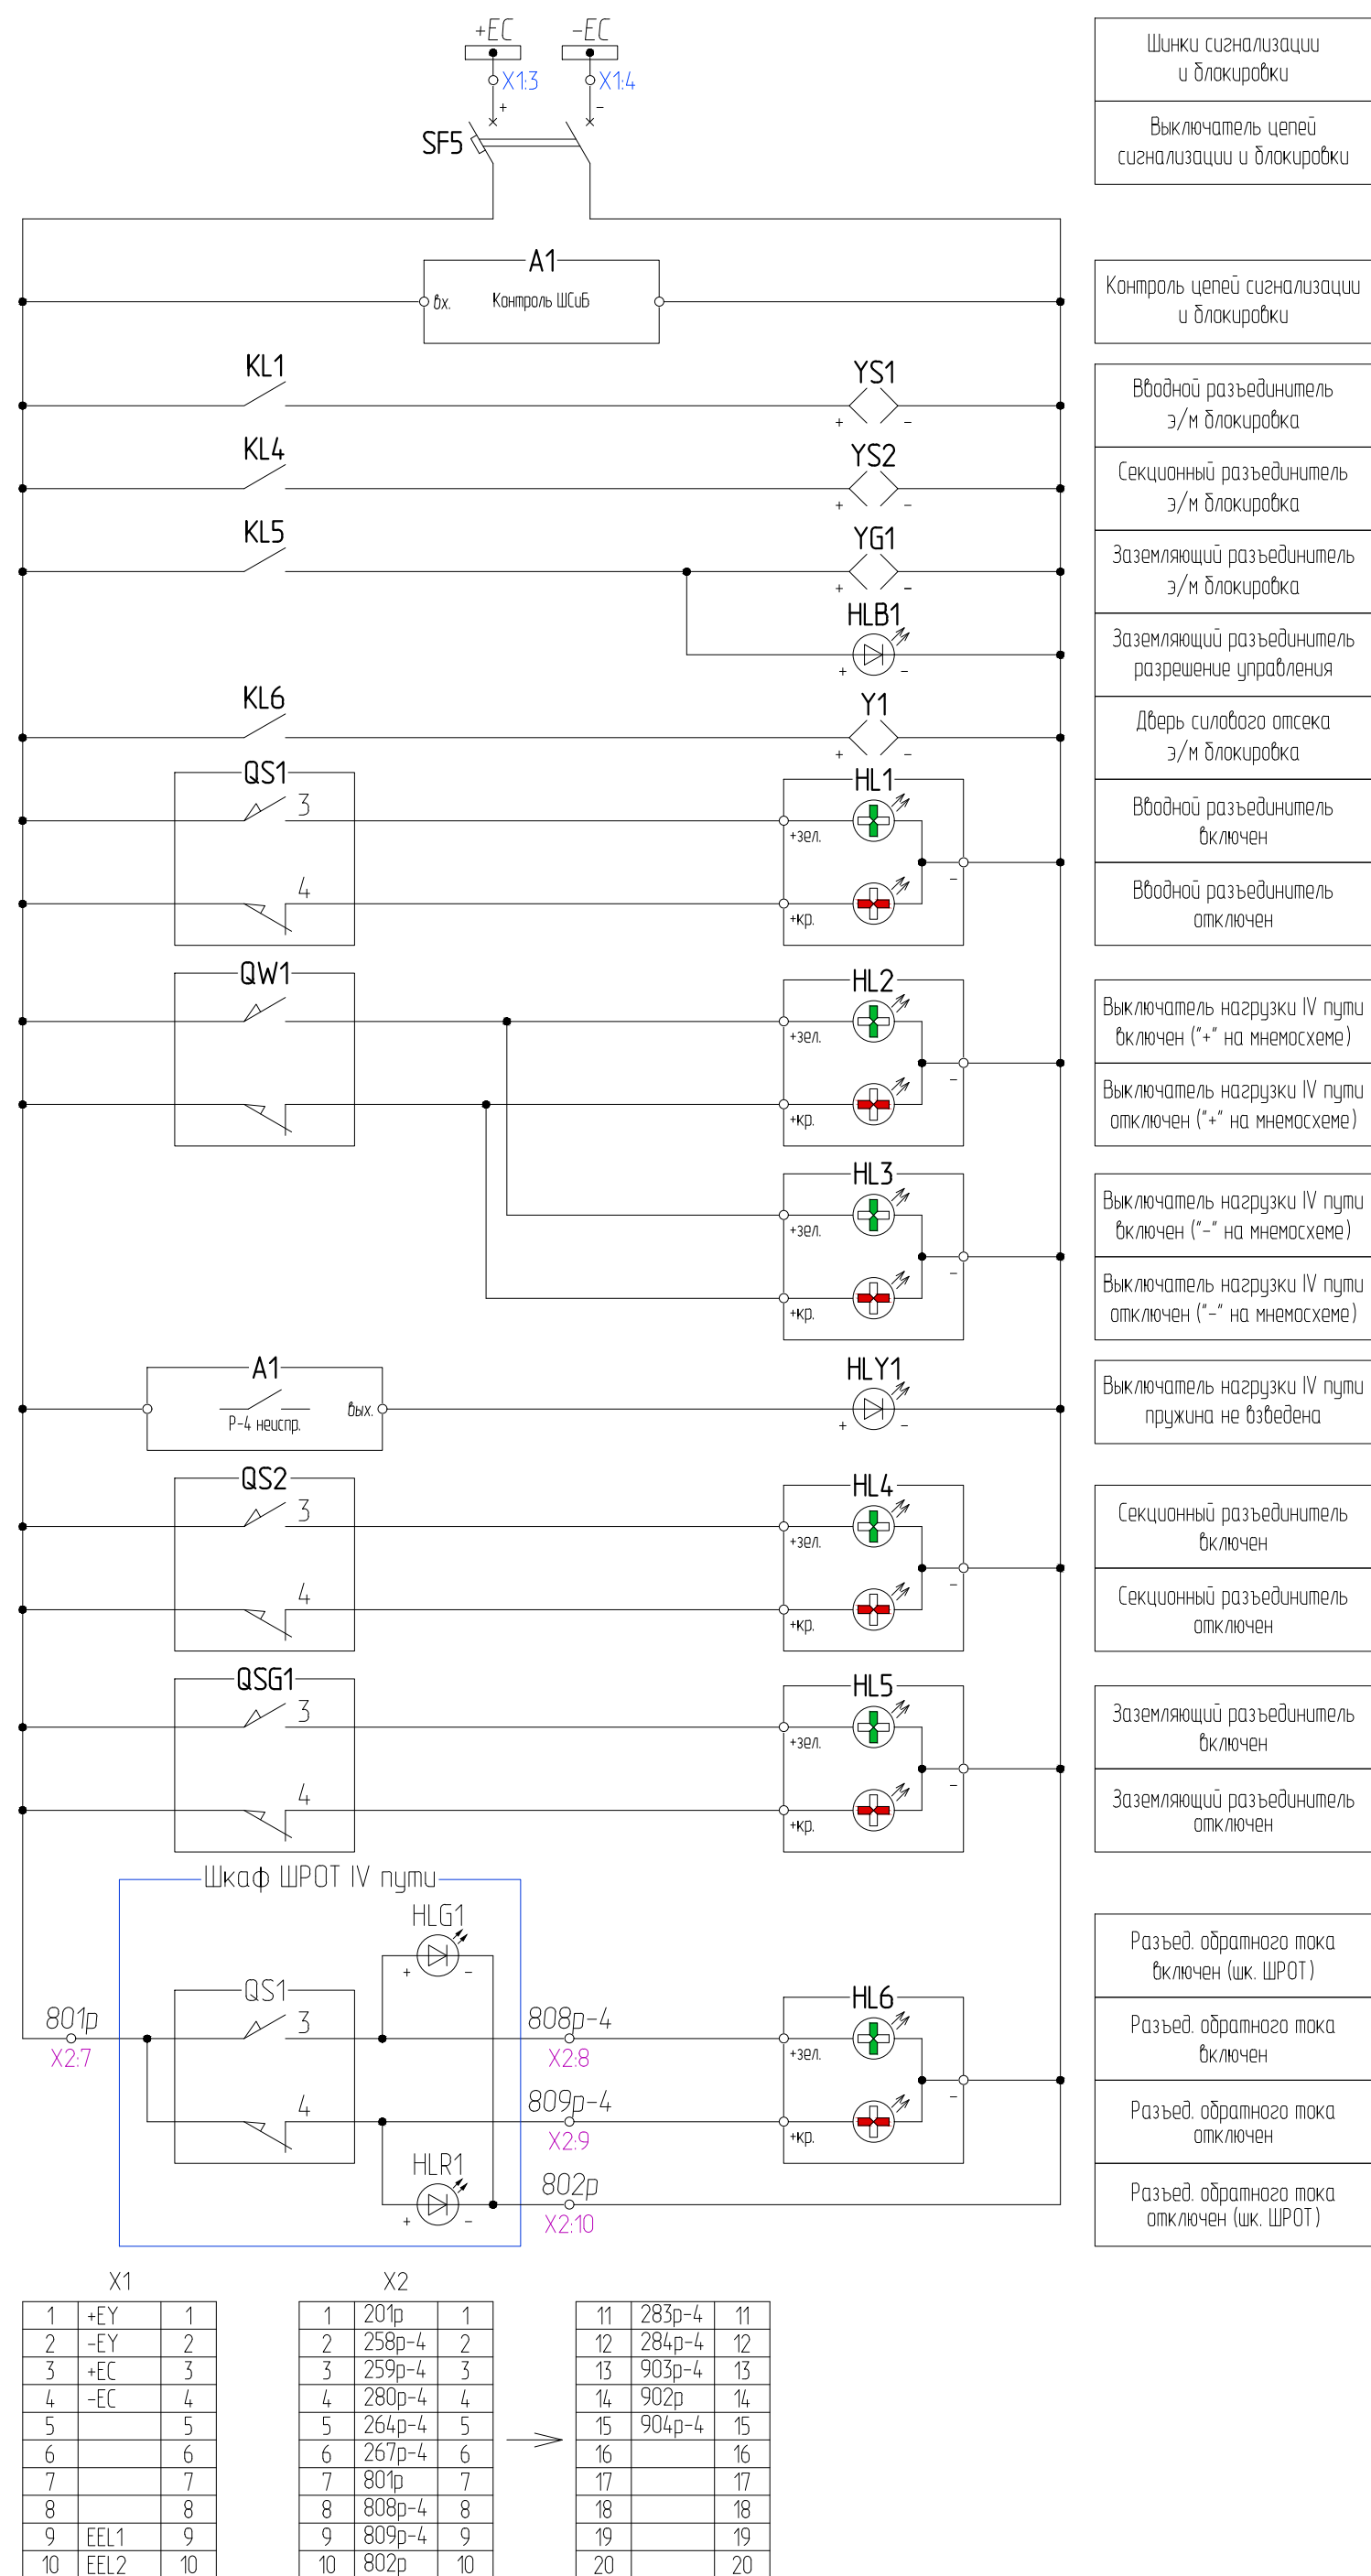 +ЕС
-ЕС
Х1:3
Х1:4
+
-
SF5
Шинки сигнализации
и блокировки
Выключатель цепей
сигнализации и блокировки
А1
вх.
Контроль ШСиБ
Контроль цепей сигнализации
и блокировки
KL1
YS1
+
-
Вводной разъединитель
э/м блокировка
KL4
YS2
+
-
Секционный разъединитель
э/м блокировка
KL5
YG1
+
-
Заземляющий разъединитель
э/м блокировка
HLB1
+
-
Заземляющий разъединитель
разрешение управления
KL6
Y1
+
-
Дверь силового отсека
э/м блокировка
QS1
3
4
HL1
+зел.
+кр.
-
Вводной разъединитель
включен
Вводной разъединитель
отключен
QW1
HL2
+зел.
+кр.
-
Выключатель нагрузки IV пути
включен ("+" на мнемосхеме)
Выключатель нагрузки IV пути
отключен ("+" на мнемосхеме)
HL3
+зел.
+кр.
-
Выключатель нагрузки IV пути
включен ("-" на мнемосхеме)
Выключатель нагрузки IV пути
отключен ("-" на мнемосхеме)
А1
Р-4 неиспр.
вых.
HLY1
+
-
Выключатель нагрузки IV пути
пружина не взведена
QS2
3
4
HL4
+зел.
+кр.
-
Секционный разъединитель
включен
Секционный разъединитель
отключен
QSG1
3
4
HL5
+зел.
+кр.
-
Заземляющий разъединитель
включен
Заземляющий разъединитель
отключен
Шкаф ШРОТ IV пути
HLG1
+
-
QS1
3
4
HLR1
+
-
801р
Х2:7
808р-4
Х2:8
809р-4
Х2:9
802р
Х2:10
HL6
+зел.
+кр.
-
Разъед. обратного тока
включен (шк. ШРОТ)
Разъед. обратного тока
включен
Разъед. обратного тока
отключен
Разъед. обратного тока
отключен (шк. ШРОТ)
Х1
1 +EY 1
2 -EY 2
3 +EC 3
4 -EC 4
5 5
6 6
7 7
8 8
9 EEL1 9
10 EEL2 10
Х2
1 201р 1
2 258р-4 2
3 259р-4 3
4 280р-4 4
5 264р-4 5
6 267р-4 6
7 801р 7
8 808р-4 8
9 809р-4 9
10 802р 10
11 283р-4 11
12 284р-4 12
13 903р-4 13
14 902р 14
15 904р-4 15
16 16
17 17
18 18
19 19
20 20